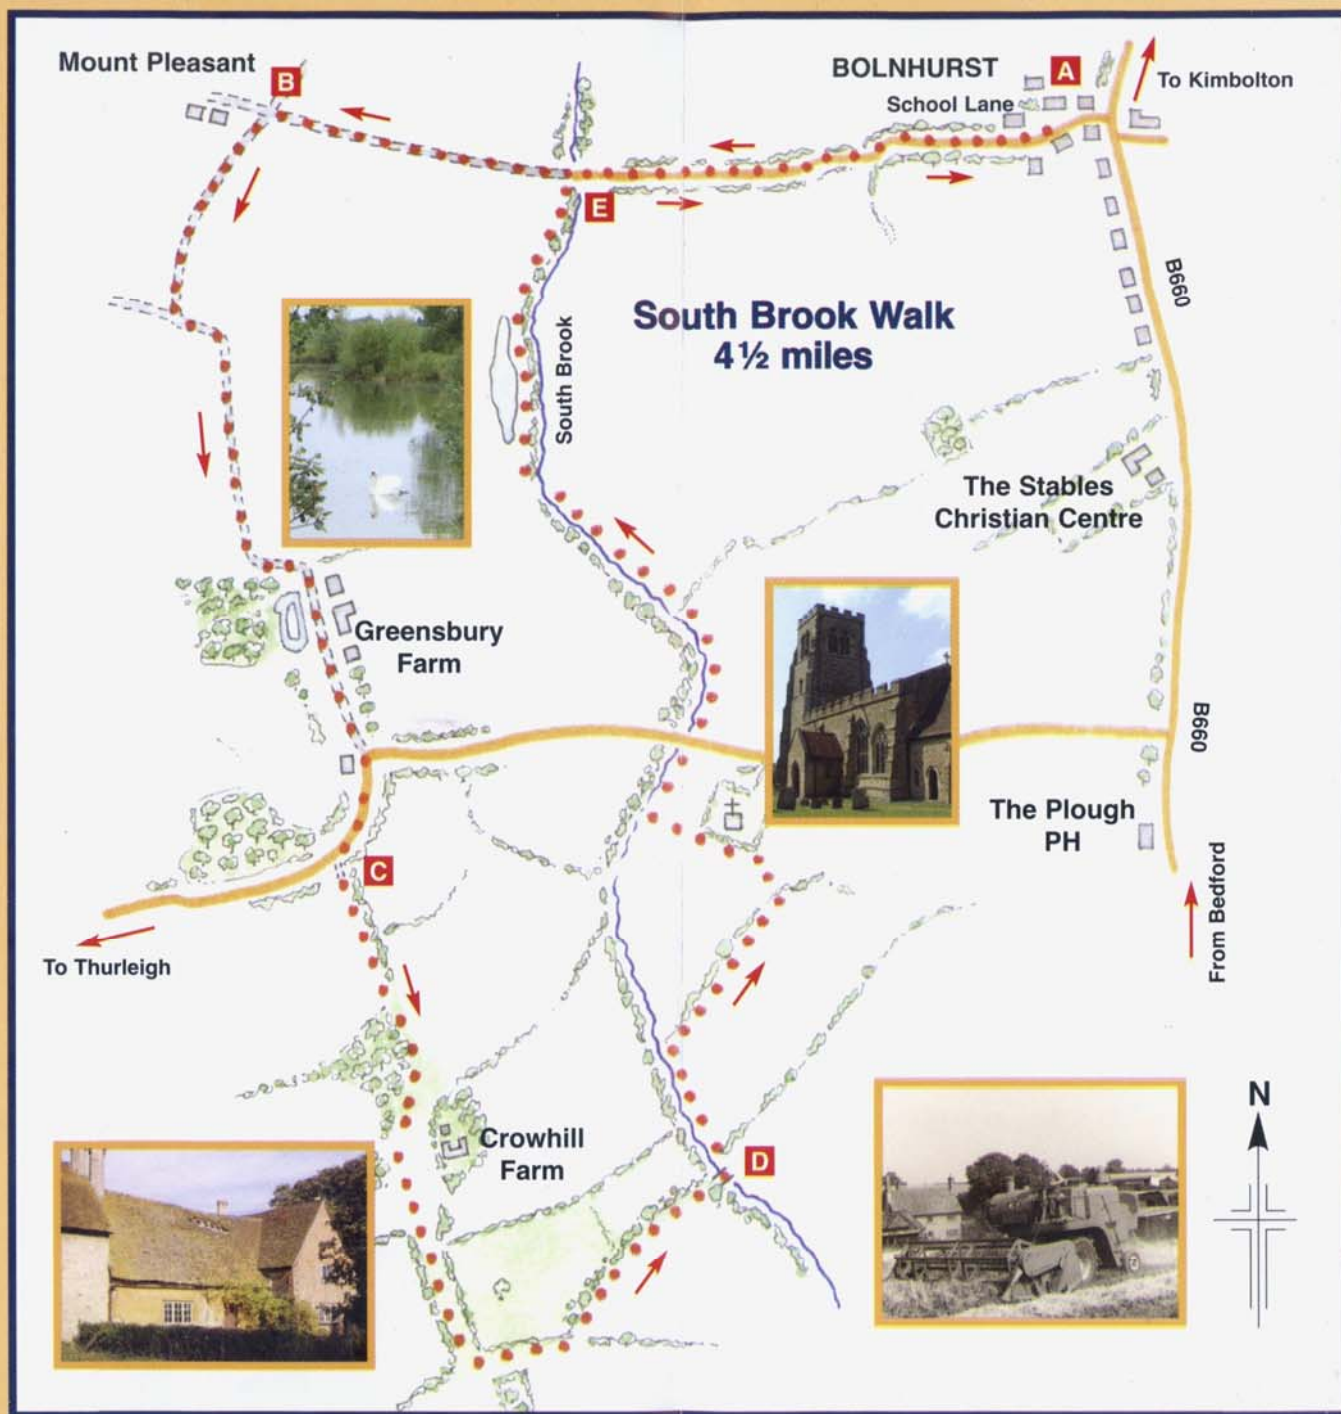 Mount Pleasant
B
BOLNHURST
A
School Lane
To Kimbolton
E
B660
South Brook Walk
4½ miles
South Brook
The Stables
Christian Centre
Greensbury
Farm
B660
The Plough
PH
C
From Bedford
To Thurleigh
Crowhill
Farm
D
N